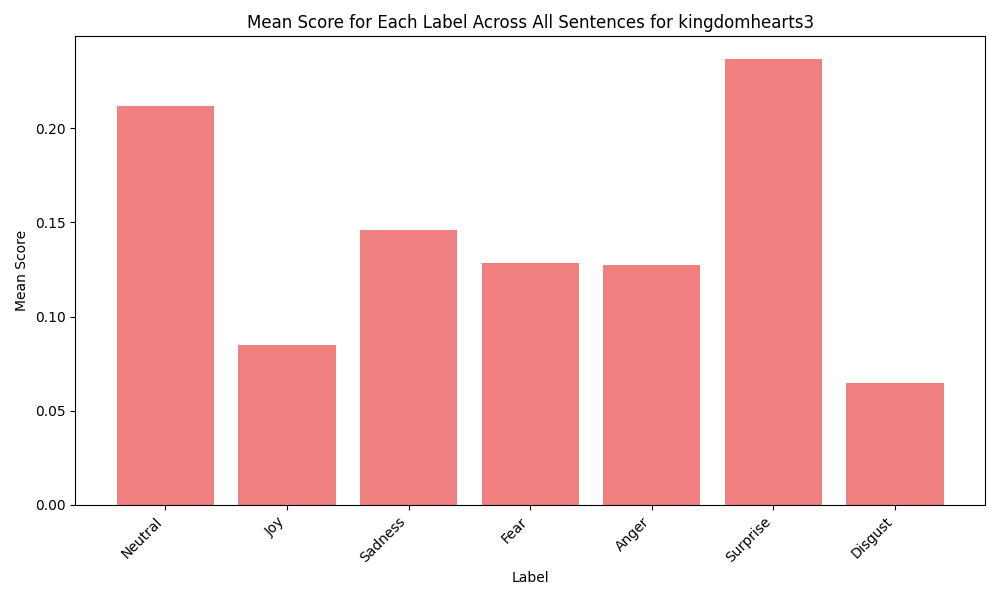 Mean Score for Each Label Across All Sentences for kingdomhearts3
Mean Score
0.20
0.15
0.10
0.05
0.00
Neutral
Joy
Sadness
Fear
Anger
Surprise
Disgust
Label